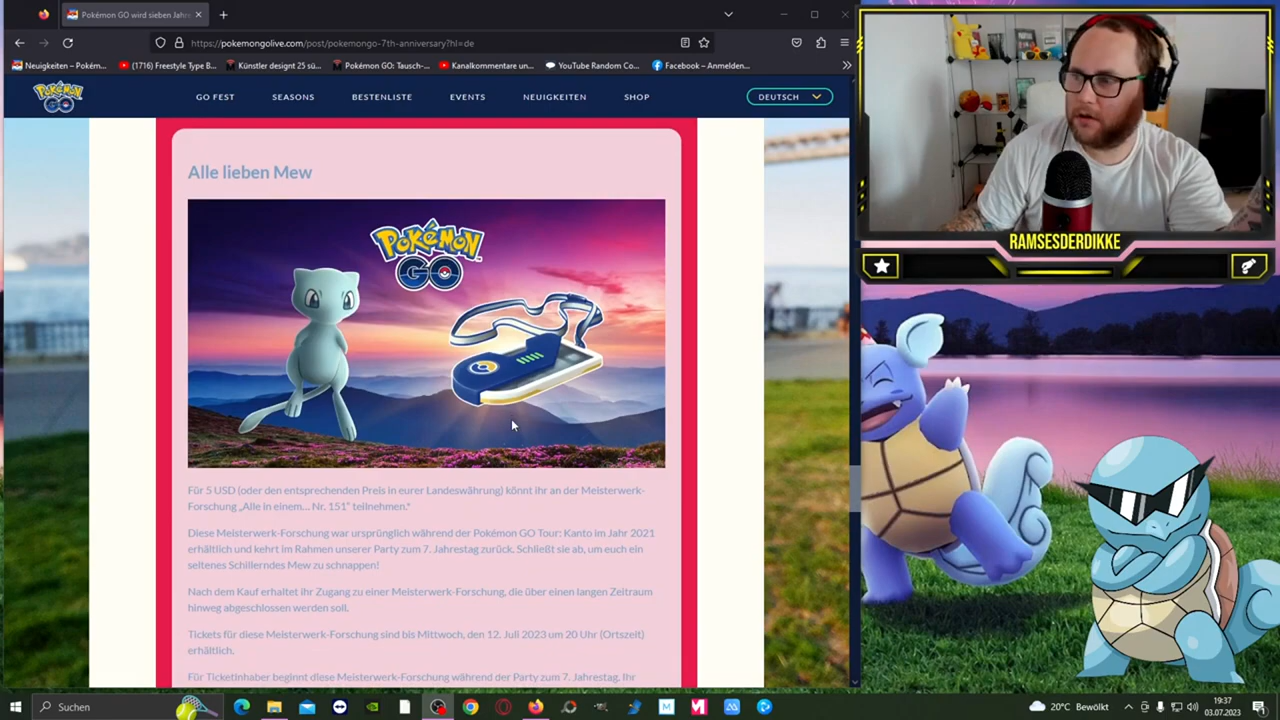 Pokémon GO wird sieben Jahre
https://pokemongolive.com/post/pokemongo-7th-anniversary?hl=de
Neuigkeiten – Pokém...
(1716) Freestyle Type B...
Künstler designt 25 sü...
Pokémon GO: Tausch-...
Kanalkommentare un...
YouTube Random Co...
Facebook – Anmelden...
POKÉMON GO
GO FEST
SEASONS
BESTENLISTE
EVENTS
NEUIGKEITEN
SHOP
DEUTSCH
Alle lieben Mew
POKÉMON
GO
Für 5 USD (oder den entsprechenden Preis in eurer Landeswährung) könnt ihr an der Meisterwerk-
Forschung „Alle in einem... Nr. 151“ teilnehmen.*
Diese Meisterwerk-Forschung war ursprünglich während der Pokémon GO Tour: Kanto im Jahr 2021
erhältlich und kehrt im Rahmen unserer Party zum 7. Jahrestag zurück. Schließt sie ab, um euch ein
seltenes Schillerndes Mew zu schnappen!
Nach dem Kauf erhaltet ihr Zugang zu einer Meisterwerk-Forschung, die über einen langen Zeitraum
hinweg abgeschlossen werden soll.
Tickets für diese Meisterwerk-Forschung sind bis Mittwoch, den 12. Juli 2023 um 20 Uhr (Ortszeit)
erhältlich.
Für Ticketinhaber beginnt diese Meisterwerk-Forschung während der Party zum 7. Jahrestag. Ihr
RAMSESDERDIKKE
Suchen
20°C Bewölkt
19:37
03.07.2023